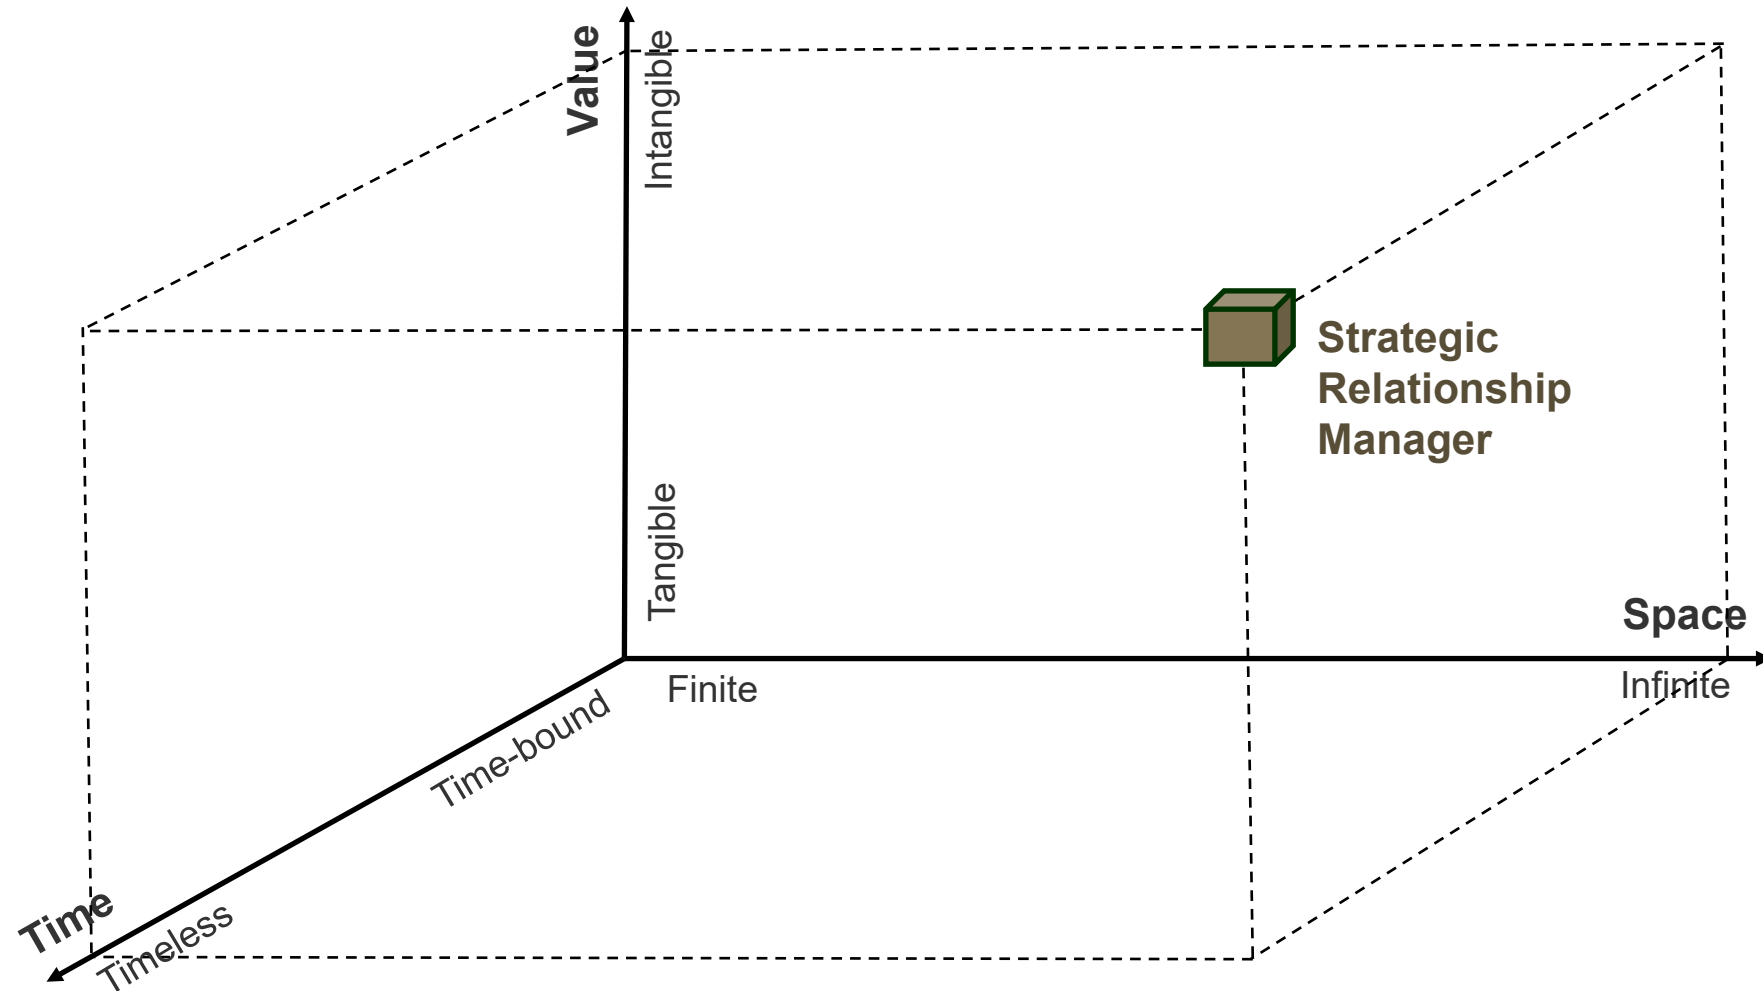 Value
Intangible
Tangible
Strategic
Relationship
Manager
Space
Infinite
Finite
Time-bound
Time
Timeless